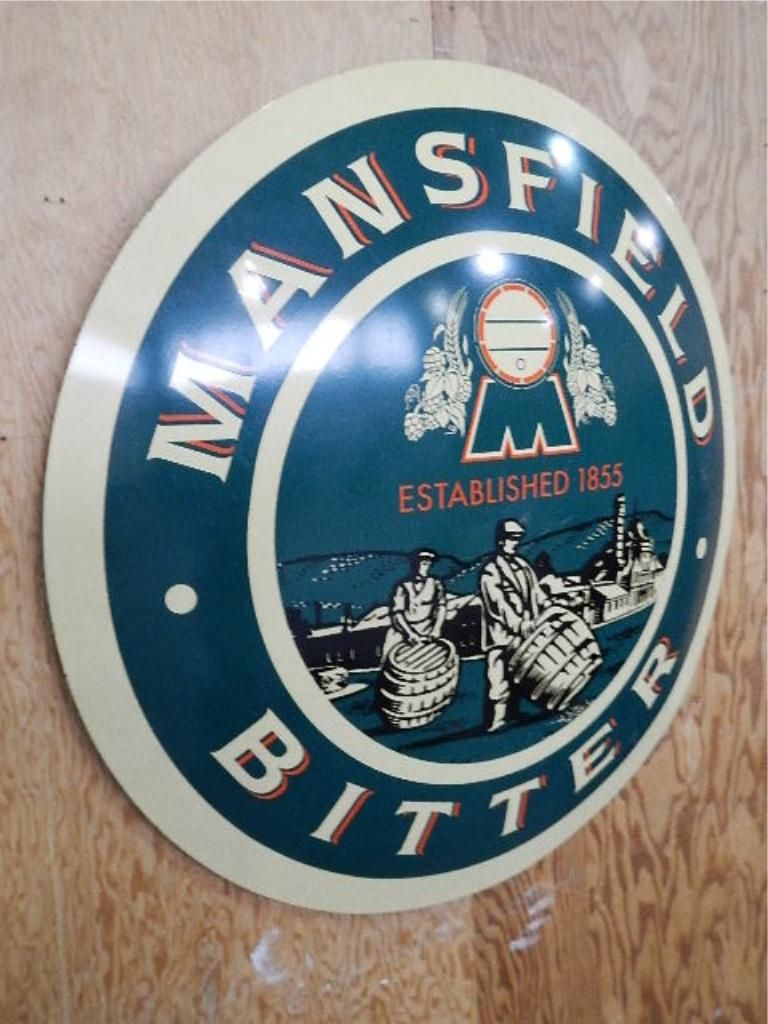 MANSFIELD
M
ESTABLISHED 1855
BITTER